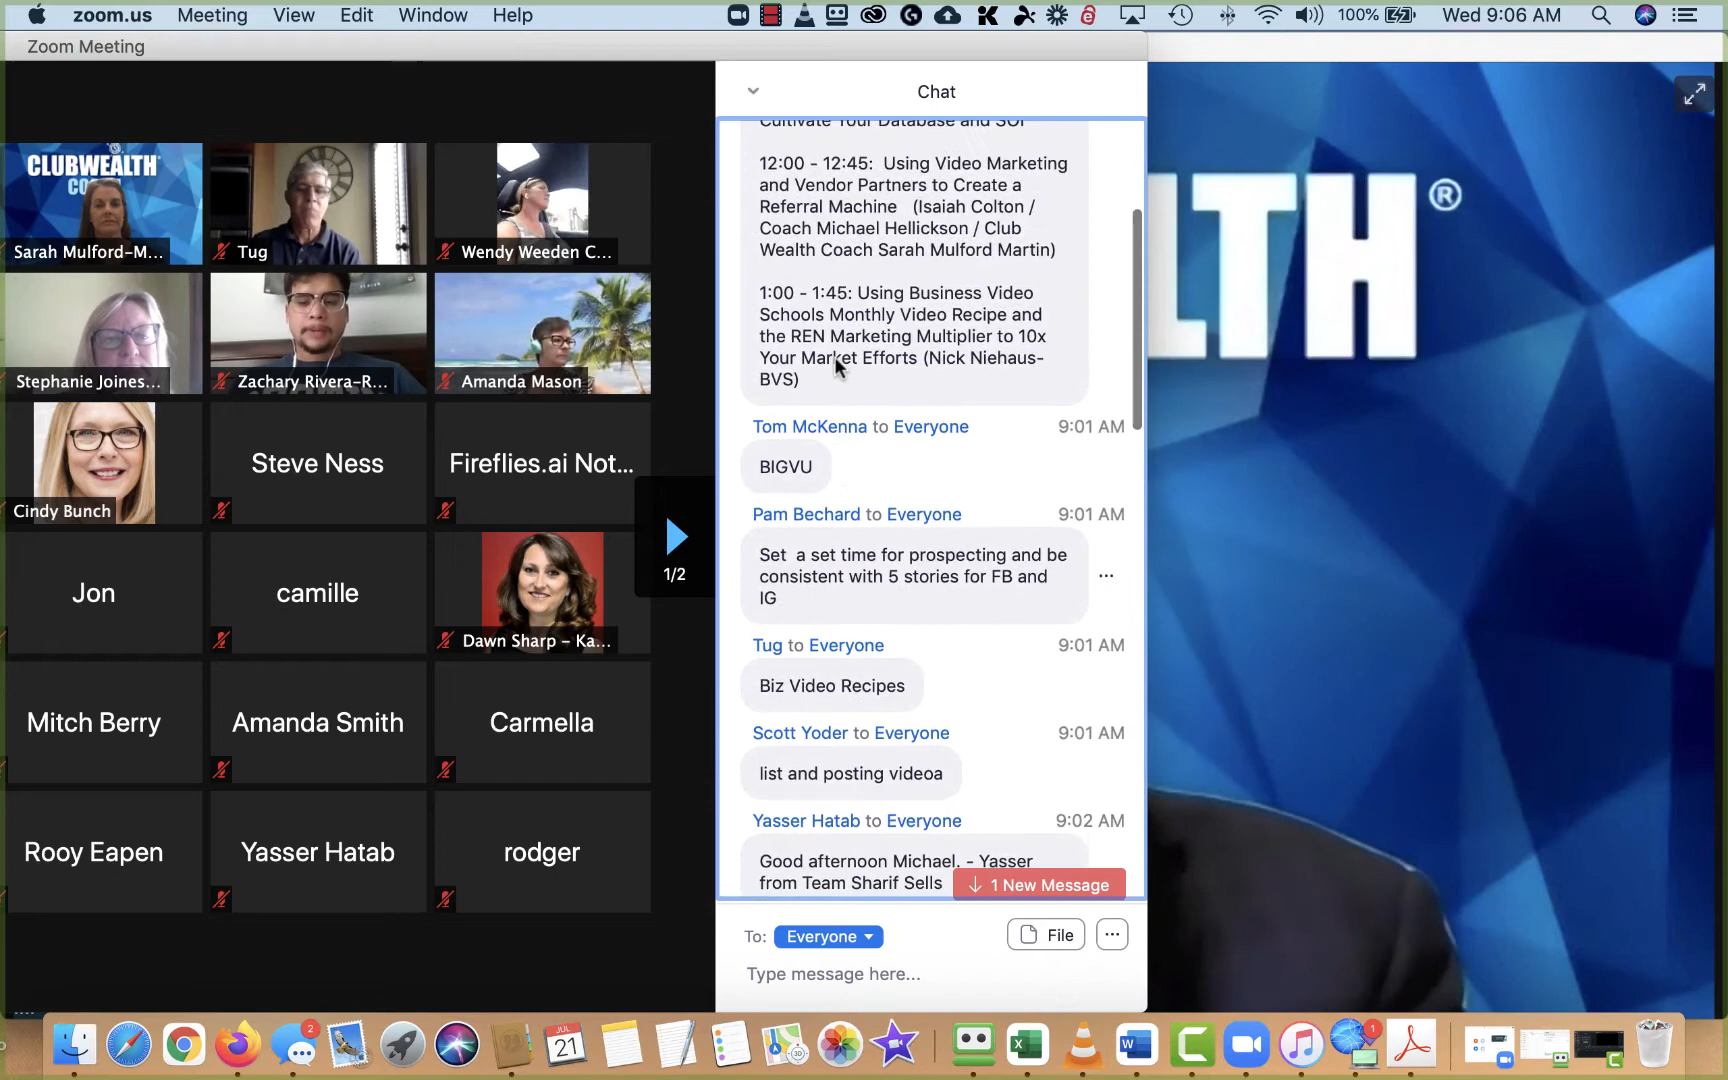 zoom.us Meeting View Edit Window Help 100% Wed 9:06 AM
Zoom Meeting
Chat
CLUBWEALTH
Sarah Mulford-M...
Tug
Wendy Weeden C...
Stephanie Joines...
Zachary Rivera-R...
Amanda Mason
Cindy Bunch
Steve Ness
Fireflies.ai Not...
Jon
camille
Dawn Sharp – Ka...
Mitch Berry
Amanda Smith
Carmella
Rooy Eapen
Yasser Hatab
rodger
1/2
Cultivate Your Database and SOI
12:00 - 12:45: Using Video Marketing
and Vendor Partners to Create a
Referral Machine (Isaiah Colton /
Coach Michael Hellickson / Club
Wealth Coach Sarah Mulford Martin)
1:00 - 1:45: Using Business Video
Schools Monthly Video Recipe and
the REN Marketing Multiplier to 10x
Your Market Efforts (Nick Niehaus-
BVS)
Tom McKenna to Everyone 9:01 AM
BIGVU
Pam Bechard to Everyone 9:01 AM
Set a set time for prospecting and be
consistent with 5 stories for FB and
IG
...
Tug to Everyone 9:01 AM
Biz Video Recipes
Scott Yoder to Everyone 9:01 AM
list and posting videoa
Yasser Hatab to Everyone 9:02 AM
Good afternoon Michael. - Yasser
from Team Sharif Sells
1 New Message
To: Everyone File ...
Type message here...
LTH®
2
JUL
21
3D
X
W
1